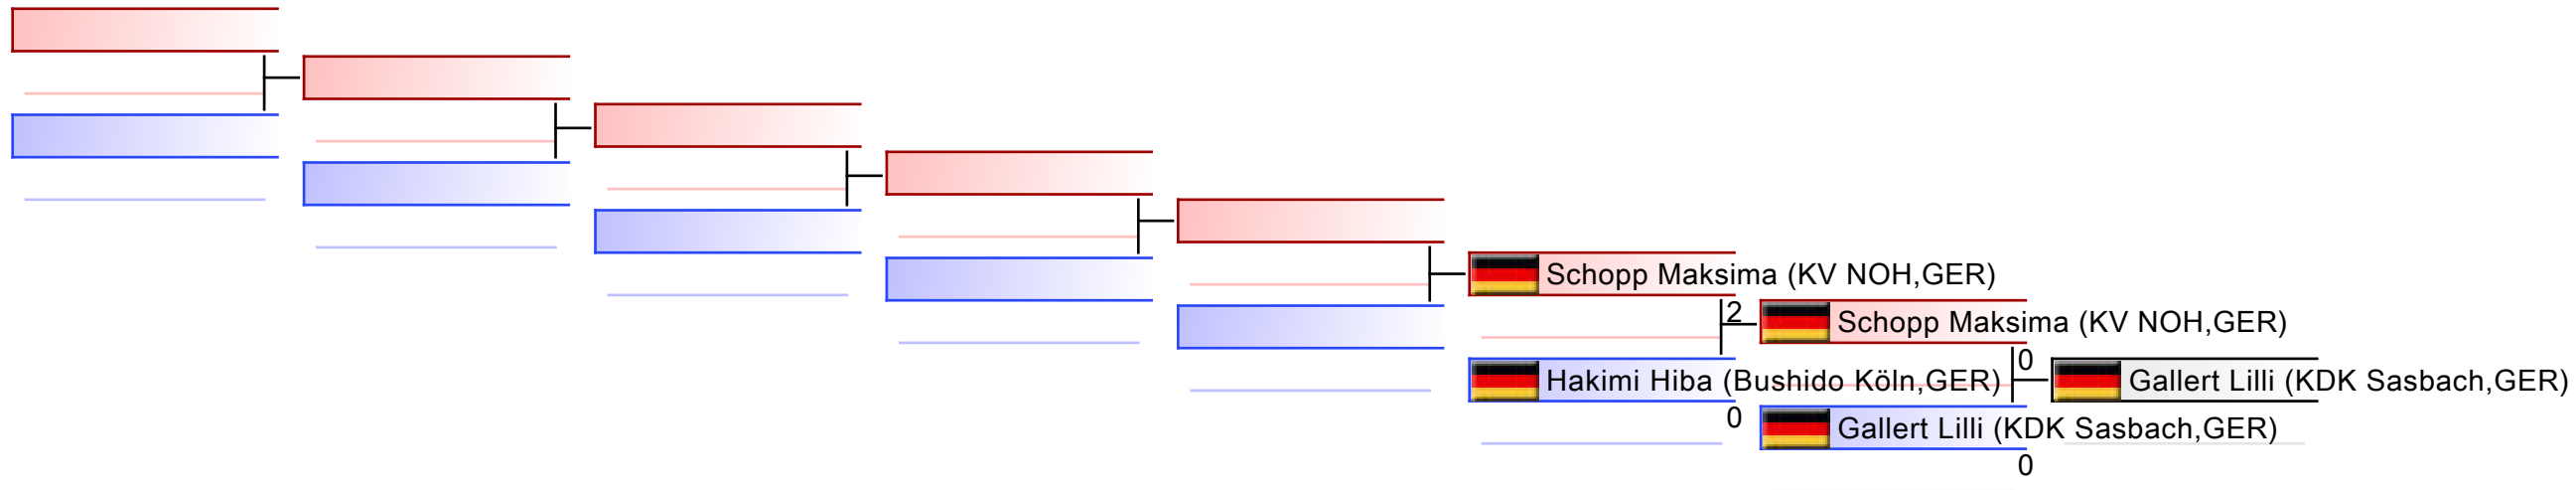 Schopp Maksima (KV NOH,GER)
2
Schopp Maksima (KV NOH,GER)
0
Hakimi Hiba (Bushido Köln,GER)
Gallert Lilli (KDK Sasbach,GER)
0
Gallert Lilli (KDK Sasbach,GER)
0